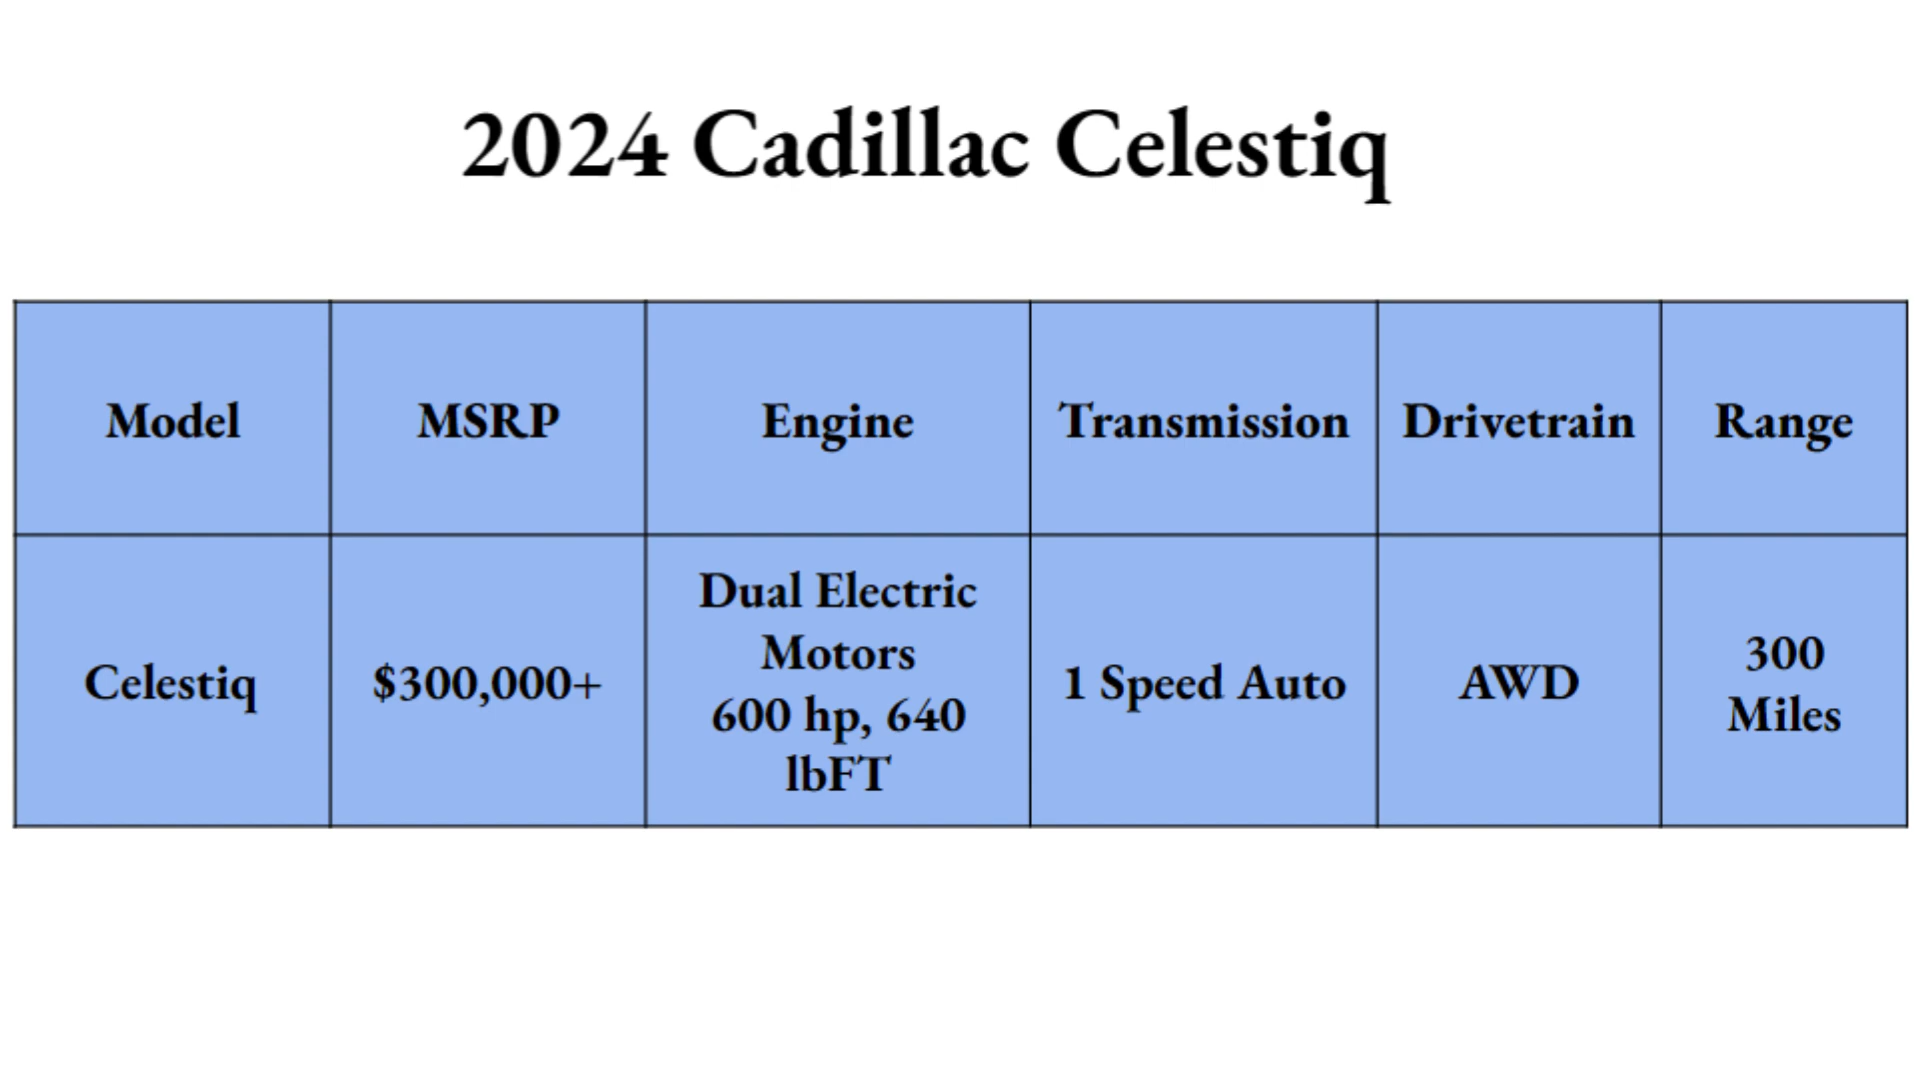 2024 Cadillac Celestiq
Model
MSRP
Engine
Transmission
Drivetrain
Range
Celestiq
$300,000+
Dual Electric
Motors
600 hp, 640
lbFT
1 Speed Auto
AWD
300
Miles